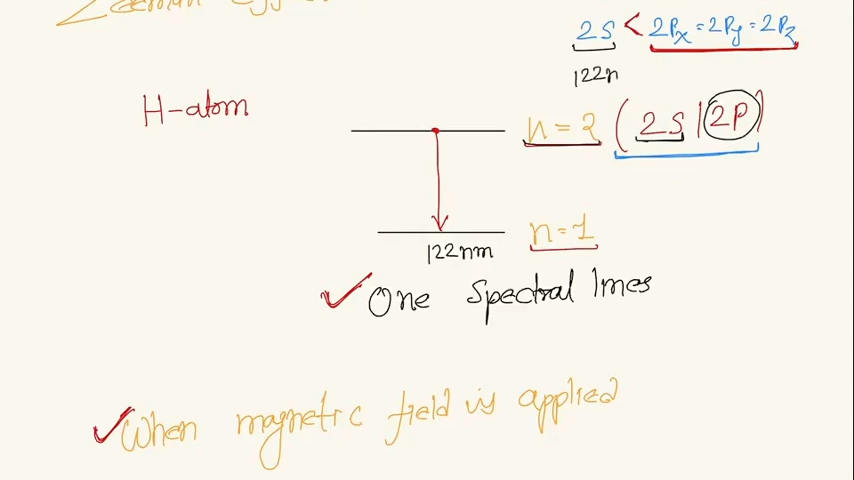 Zeeman
2S < 2Px = 2Py = 2Pz
122n
H-atom
n = 2 (2S|2P)
n = 1
122nm
One Spectral lines
When magnetic field is applied